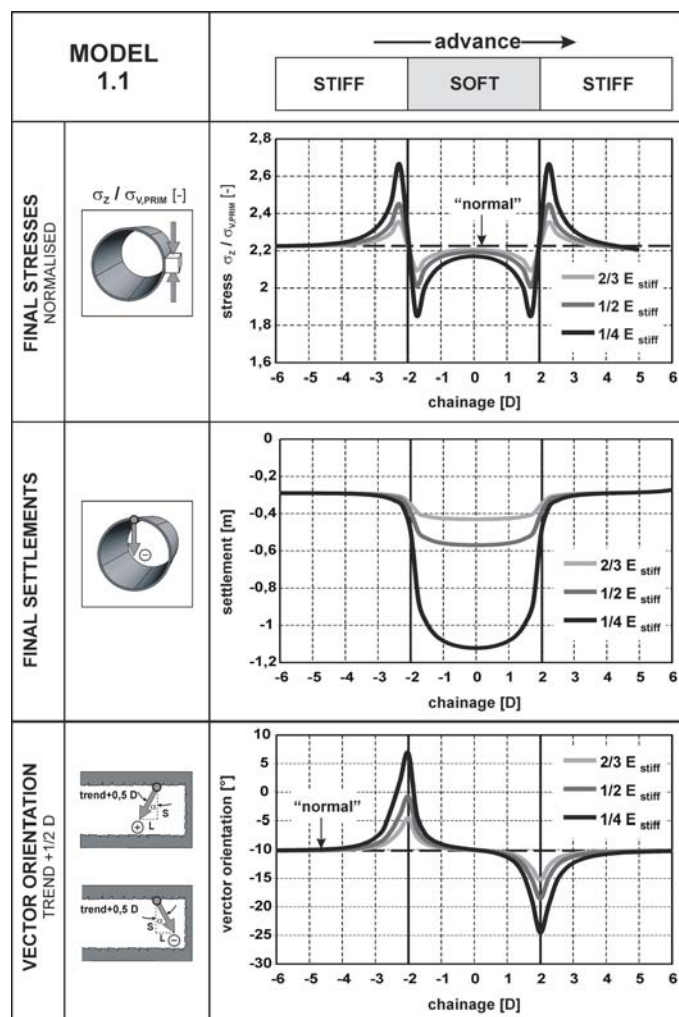 MODEL
1.1
advance
STIFF
SOFT
STIFF
FINAL STRESSES
NORMALISED
σZ / σV,PRIM [-]
stress σZ / σV,PRIM [-]
2,8
2,6
2,4
2,2
2
1,8
1,6
"normal"
2/3 E stiff
1/2 E stiff
1/4 E stiff
-6 -5 -4 -3 -2 -1 0 1 2 3 4 5 6
chainage [D]
FINAL SETTLEMENTS
settlement [m]
0
-0,2
-0,4
-0,6
-0,8
-1
-1,2
2/3 E stiff
1/2 E stiff
1/4 E stiff
-6 -5 -4 -3 -2 -1 0 1 2 3 4 5 6
chainage [D]
VECTOR ORIENTATION
TREND +1/2 D
trend+0,5 D
α
S
L
trend+0,5 D
α
S
L
verctor orientation [°]
10
5
0
-5
-10
-15
-20
-25
-30
"normal"
2/3 E stiff
1/2 E stiff
1/4 E stiff
-6 -5 -4 -3 -2 -1 0 1 2 3 4 5 6
chainage [D]